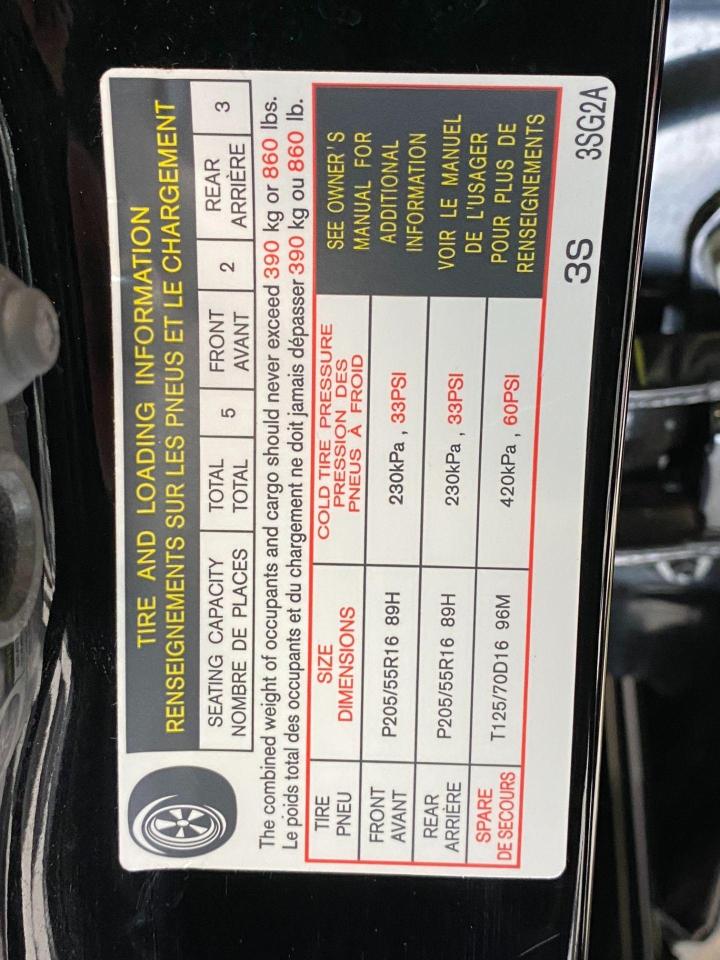 TIRE AND LOADING INFORMATION
RENSEIGNEMENTS SUR LES PNEUS ET LE CHARGEMENT
SEATING CAPACITY
NOMBRE DE PLACES
TOTAL
TOTAL
5
FRONT
AVANT
2
REAR
ARRIÈRE
3
The combined weight of occupants and cargo should never exceed 390 kg or 860 lbs.
Le poids total des occupants et du chargement ne doit jamais dépasser 390 kg ou 860 lb.
TIRE
PNEU
SIZE
DIMENSIONS
COLD TIRE PRESSURE
PRESSION DES
PNEUS À FROID
FRONT
AVANT
P205/55R16 89H
230kPa , 33PSI
REAR
ARRIÈRE
P205/55R16 89H
230kPa , 33PSI
SPARE
DE SECOURS
T125/70D16 96M
420kPa , 60PSI
SEE OWNER'S
MANUAL FOR
ADDITIONAL
INFORMATION
VOIR LE MANUEL
DE L'USAGER
POUR PLUS DE
RENSEIGNEMENTS
3S
3SG2A